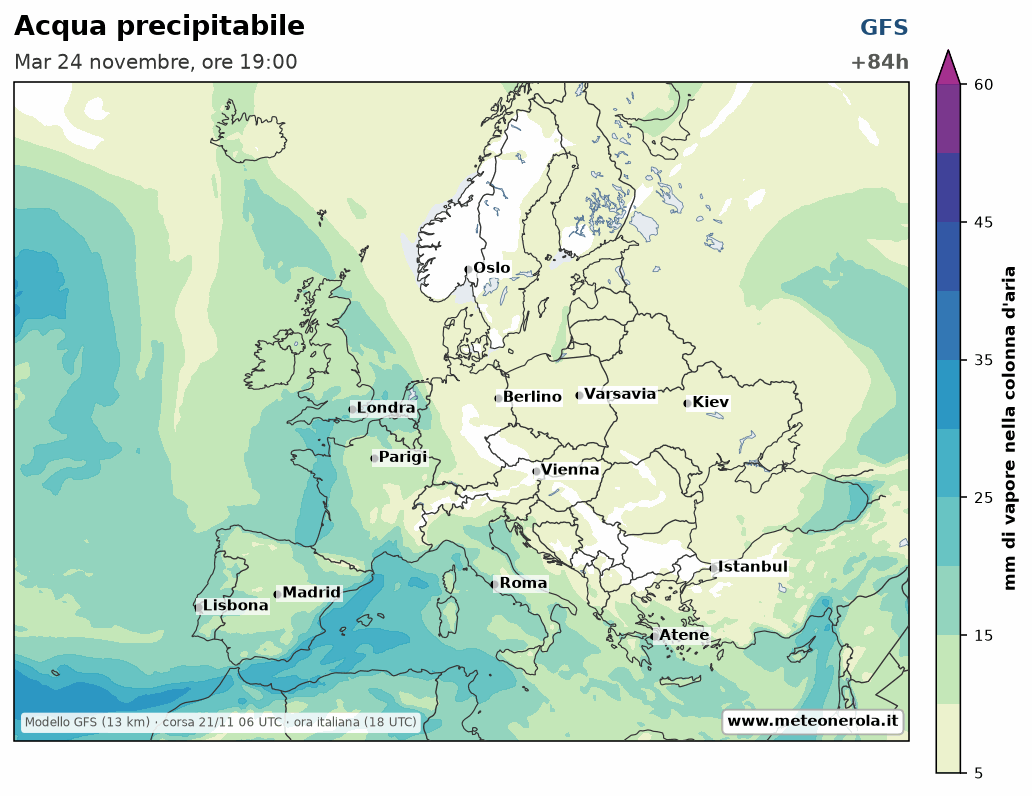 Acqua precipitabile
GFS
Mar 24 novembre, ore 19:00
+84h
60
45
35
25
15
5
mm di vapore nella colonna d'aria
Oslo
Berlino
Varsavia
Kiev
Londra
Parigi
Vienna
Istanbul
Roma
Madrid
Lisbona
Atene
Modello GFS (13 km) · corsa 21/11 06 UTC · ora italiana (18 UTC)
www.meteonerola.it